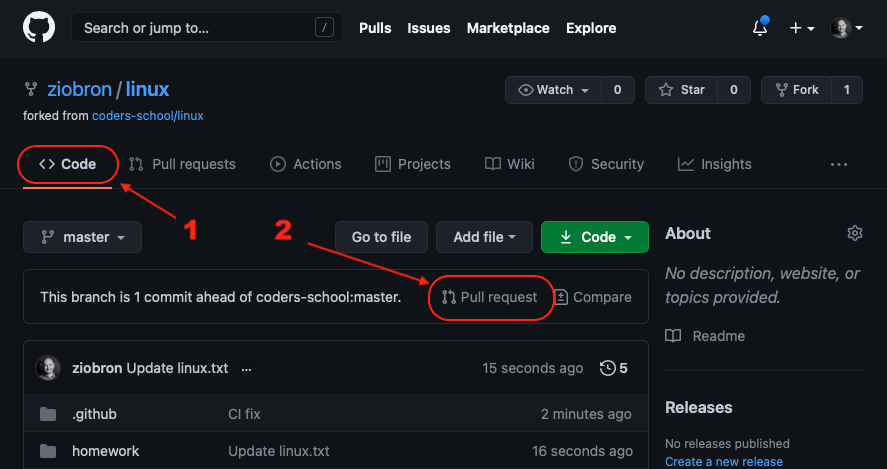 Search or jump to... / Pulls Issues Marketplace Explore
ziobron / linux Watch 0 Star 0 Fork 1
forked from coders-school/linux
Code Pull requests Actions Projects Wiki Security Insights ...
1 2
master Go to file Add file Code About
No description, website, or
topics provided.
This branch is 1 commit ahead of coders-school:master. Pull request Compare
Readme
ziobron Update linux.txt ... 15 seconds ago 5
Releases
.github CI fix 2 minutes ago
No releases published
homework Update linux.txt 16 seconds ago
Create a new release